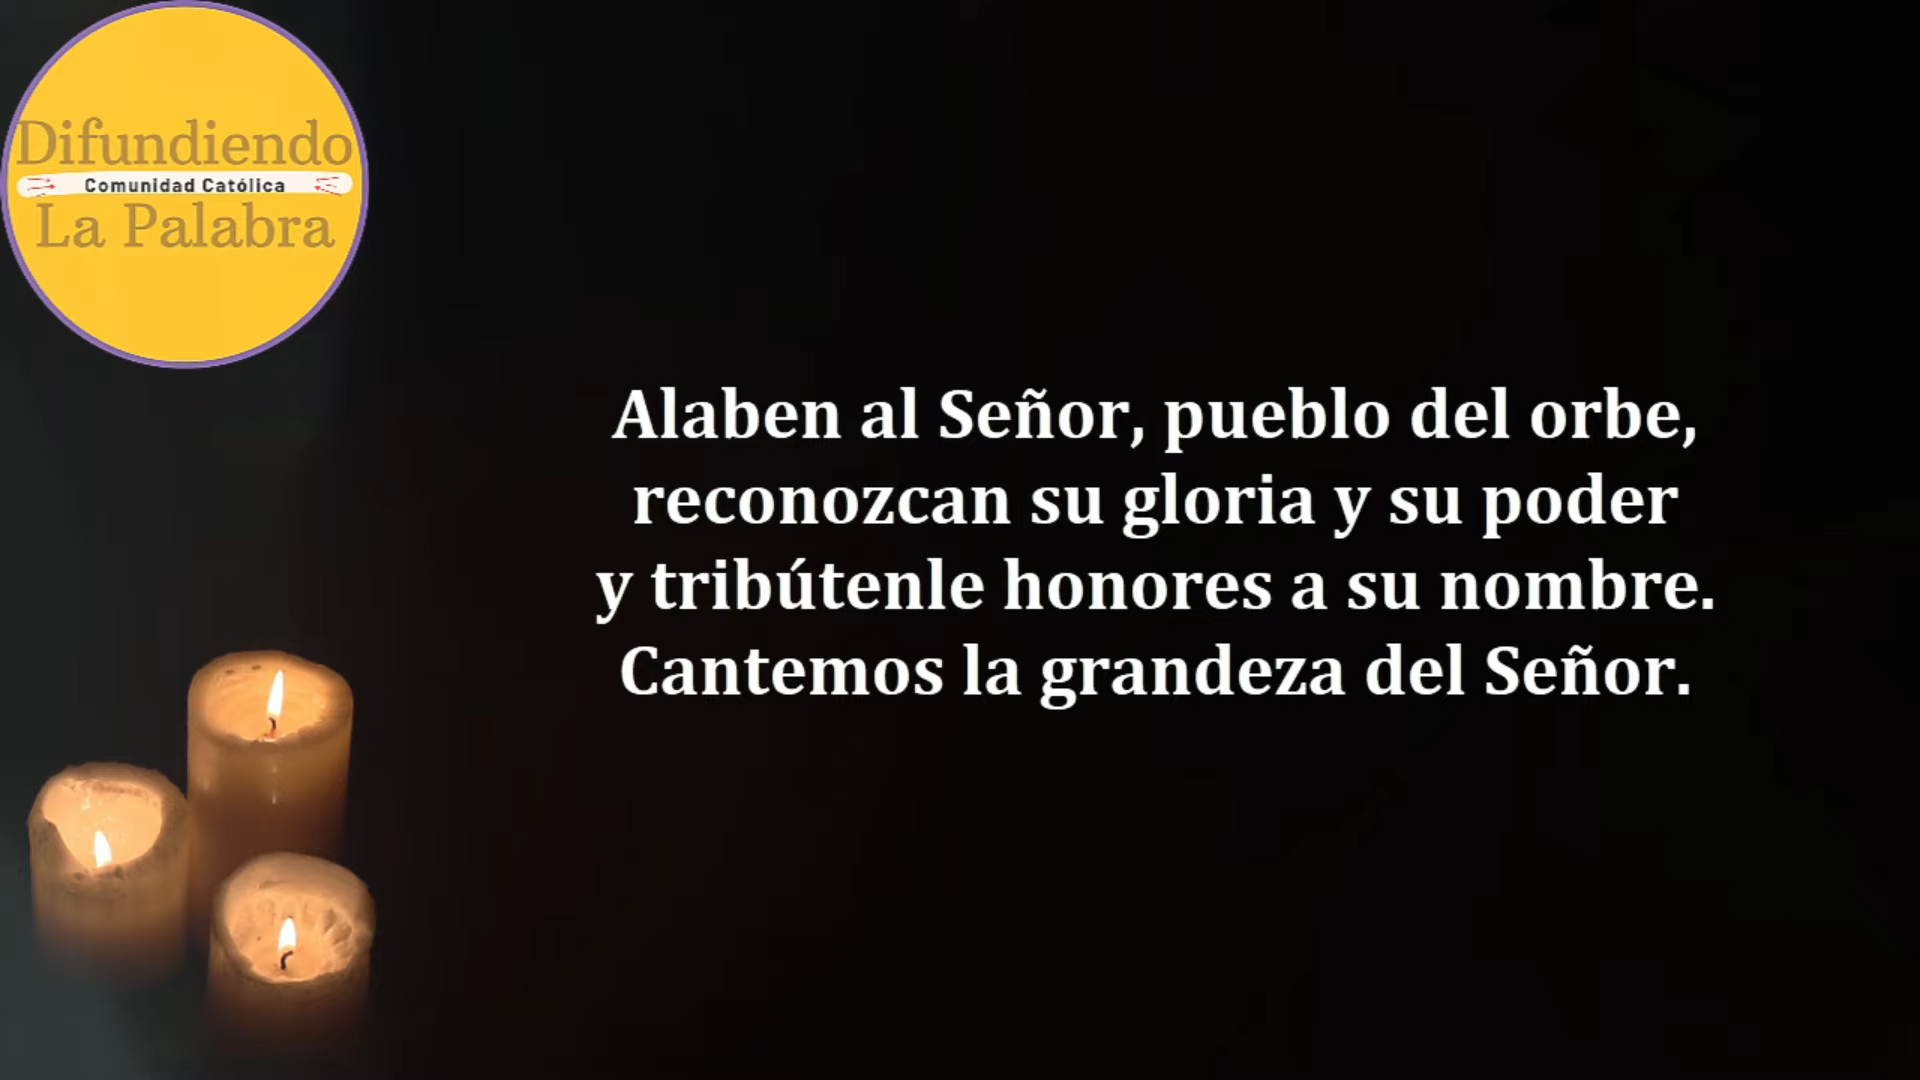 Difundiendo
Comunidad Católica
La Palabra
Alaben al Señor, pueblo del orbe,
reconozcan su gloria y su poder
y tribútenle honores a su nombre.
Cantemos la grandeza del Señor.